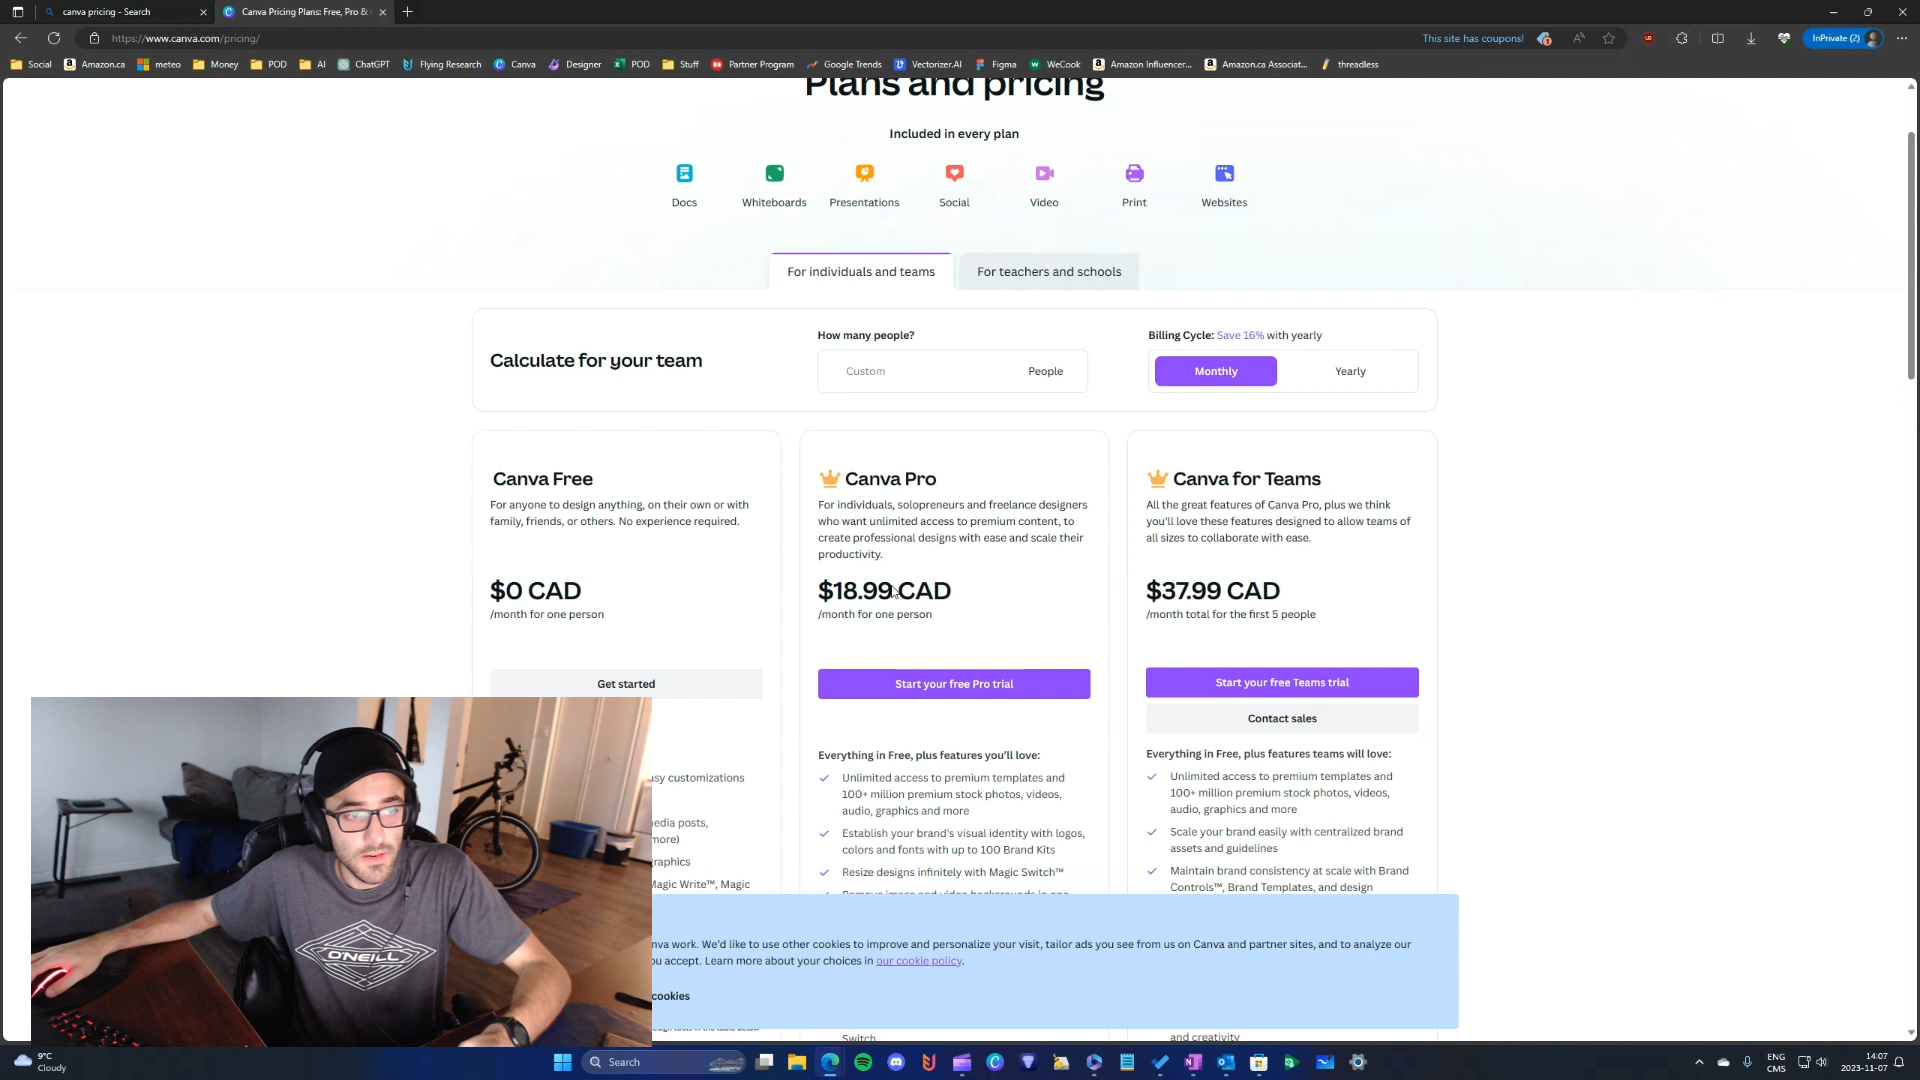 canva pricing - Search
Canva Pricing Plans: Free, Pro &
https://www.canva.com/pricing/
This site has coupons!
InPrivate (2)
Social
Amazon.ca
meteo
Money
POD
AI
ChatGPT
Flying Research
Canva
Designer
POD
Stuff
Partner Program
Google Trends
Vectorizer.AI
Figma
WeCook
Amazon Influencer...
Amazon.ca Associat...
threadless
Plans and pricing
Included in every plan
Docs
Whiteboards
Presentations
Social
Video
Print
Websites
For individuals and teams
For teachers and schools
Calculate for your team
How many people?
Custom
People
Billing Cycle: Save 16% with yearly
Monthly
Yearly
Canva Free
For anyone to design anything, on their own or with
family, friends, or others. No experience required.
$0 CAD
/month for one person
Get started
usy customizations
edia posts,
more)
raphics
Magic Write™, Magic
Canva Pro
For individuals, solopreneurs and freelance designers
who want unlimited access to premium content, to
create professional designs with ease and scale their
productivity.
$18.99 CAD
/month for one person
Start your free Pro trial
Everything in Free, plus features you'll love:
Unlimited access to premium templates and
100+ million premium stock photos, videos,
audio, graphics and more
Establish your brand's visual identity with logos,
colors and fonts with up to 100 Brand Kits
Resize designs infinitely with Magic Switch™
Switch
Canva for Teams
All the great features of Canva Pro, plus we think
you'll love these features designed to allow teams of
all sizes to collaborate with ease.
$37.99 CAD
/month total for the first 5 people
Start your free Teams trial
Contact sales
Everything in Free, plus features teams will love:
Unlimited access to premium templates and
100+ million premium stock photos, videos,
audio, graphics and more
Scale your brand easily with centralized brand
assets and guidelines
Maintain brand consistency at scale with Brand
Controls™, Brand Templates, and design
and creativity
nva work. We'd like to use other cookies to improve and personalize your visit, tailor ads you see from us on Canva and partner sites, and to analyze our
ou accept. Learn more about your choices in our cookie policy.
cookies
O'NEILL
9°C
Cloudy
Search
ENG
CMS
14:07
2023-11-07